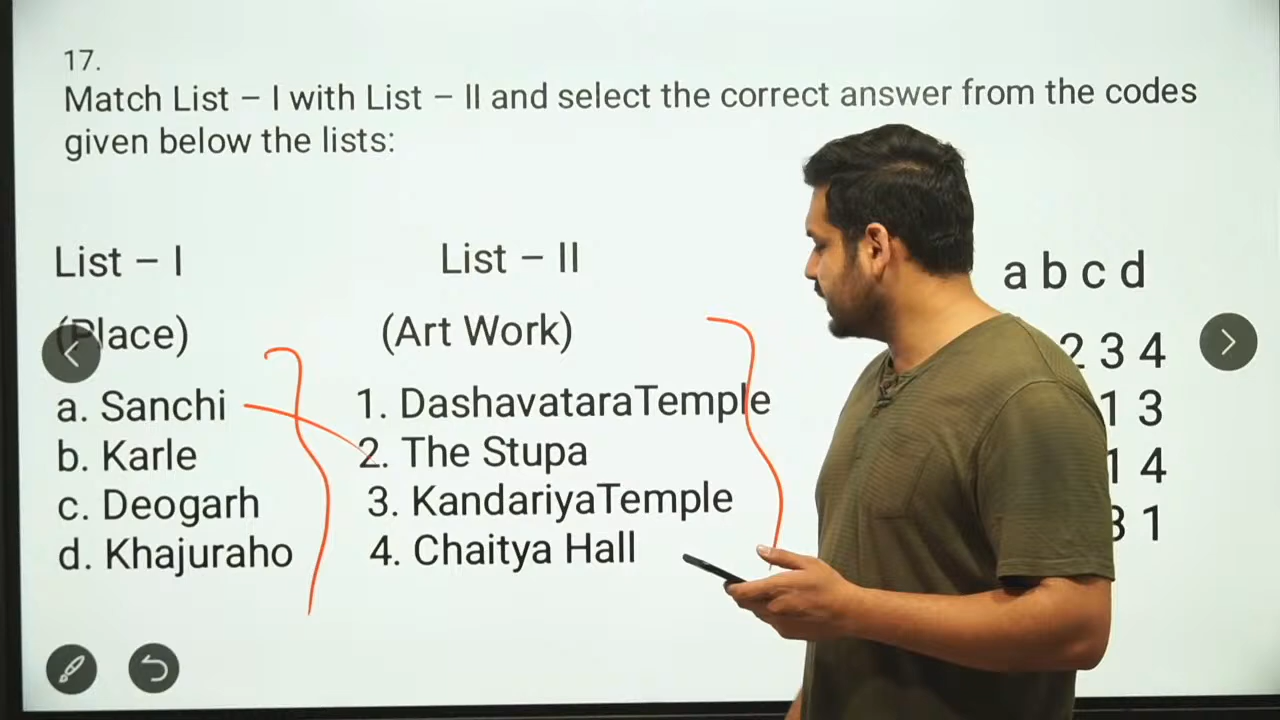 17.
Match List – I with List – II and select the correct answer from the codes
given below the lists:
List – I
List – II
a b c d
(Place)
(Art Work)
2 3 4
a. Sanchi
1. DashavataraTemple
1 3
b. Karle
2. The Stupa
1 4
c. Deogarh
3. KandariyaTemple
3 1
d. Khajuraho
4. Chaitya Hall